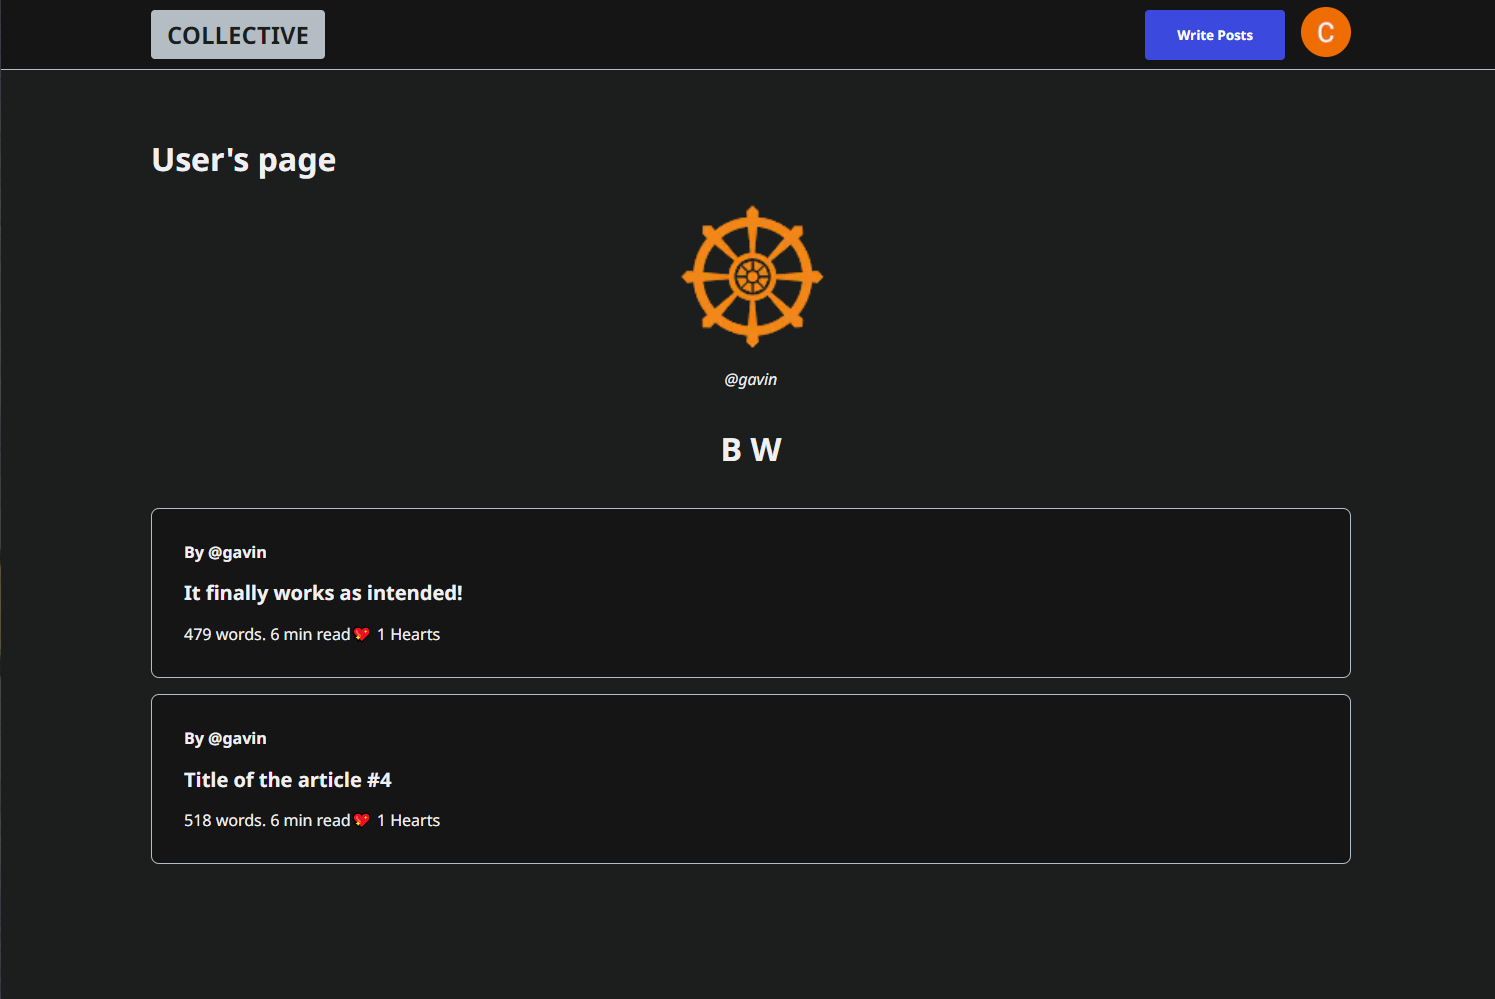 COLLECTIVE
Write Posts
C
User's page
@gavin
B W
By @gavin
It finally works as intended!
479 words. 6 min read💖 1 Hearts
By @gavin
Title of the article #4
518 words. 6 min read💖 1 Hearts